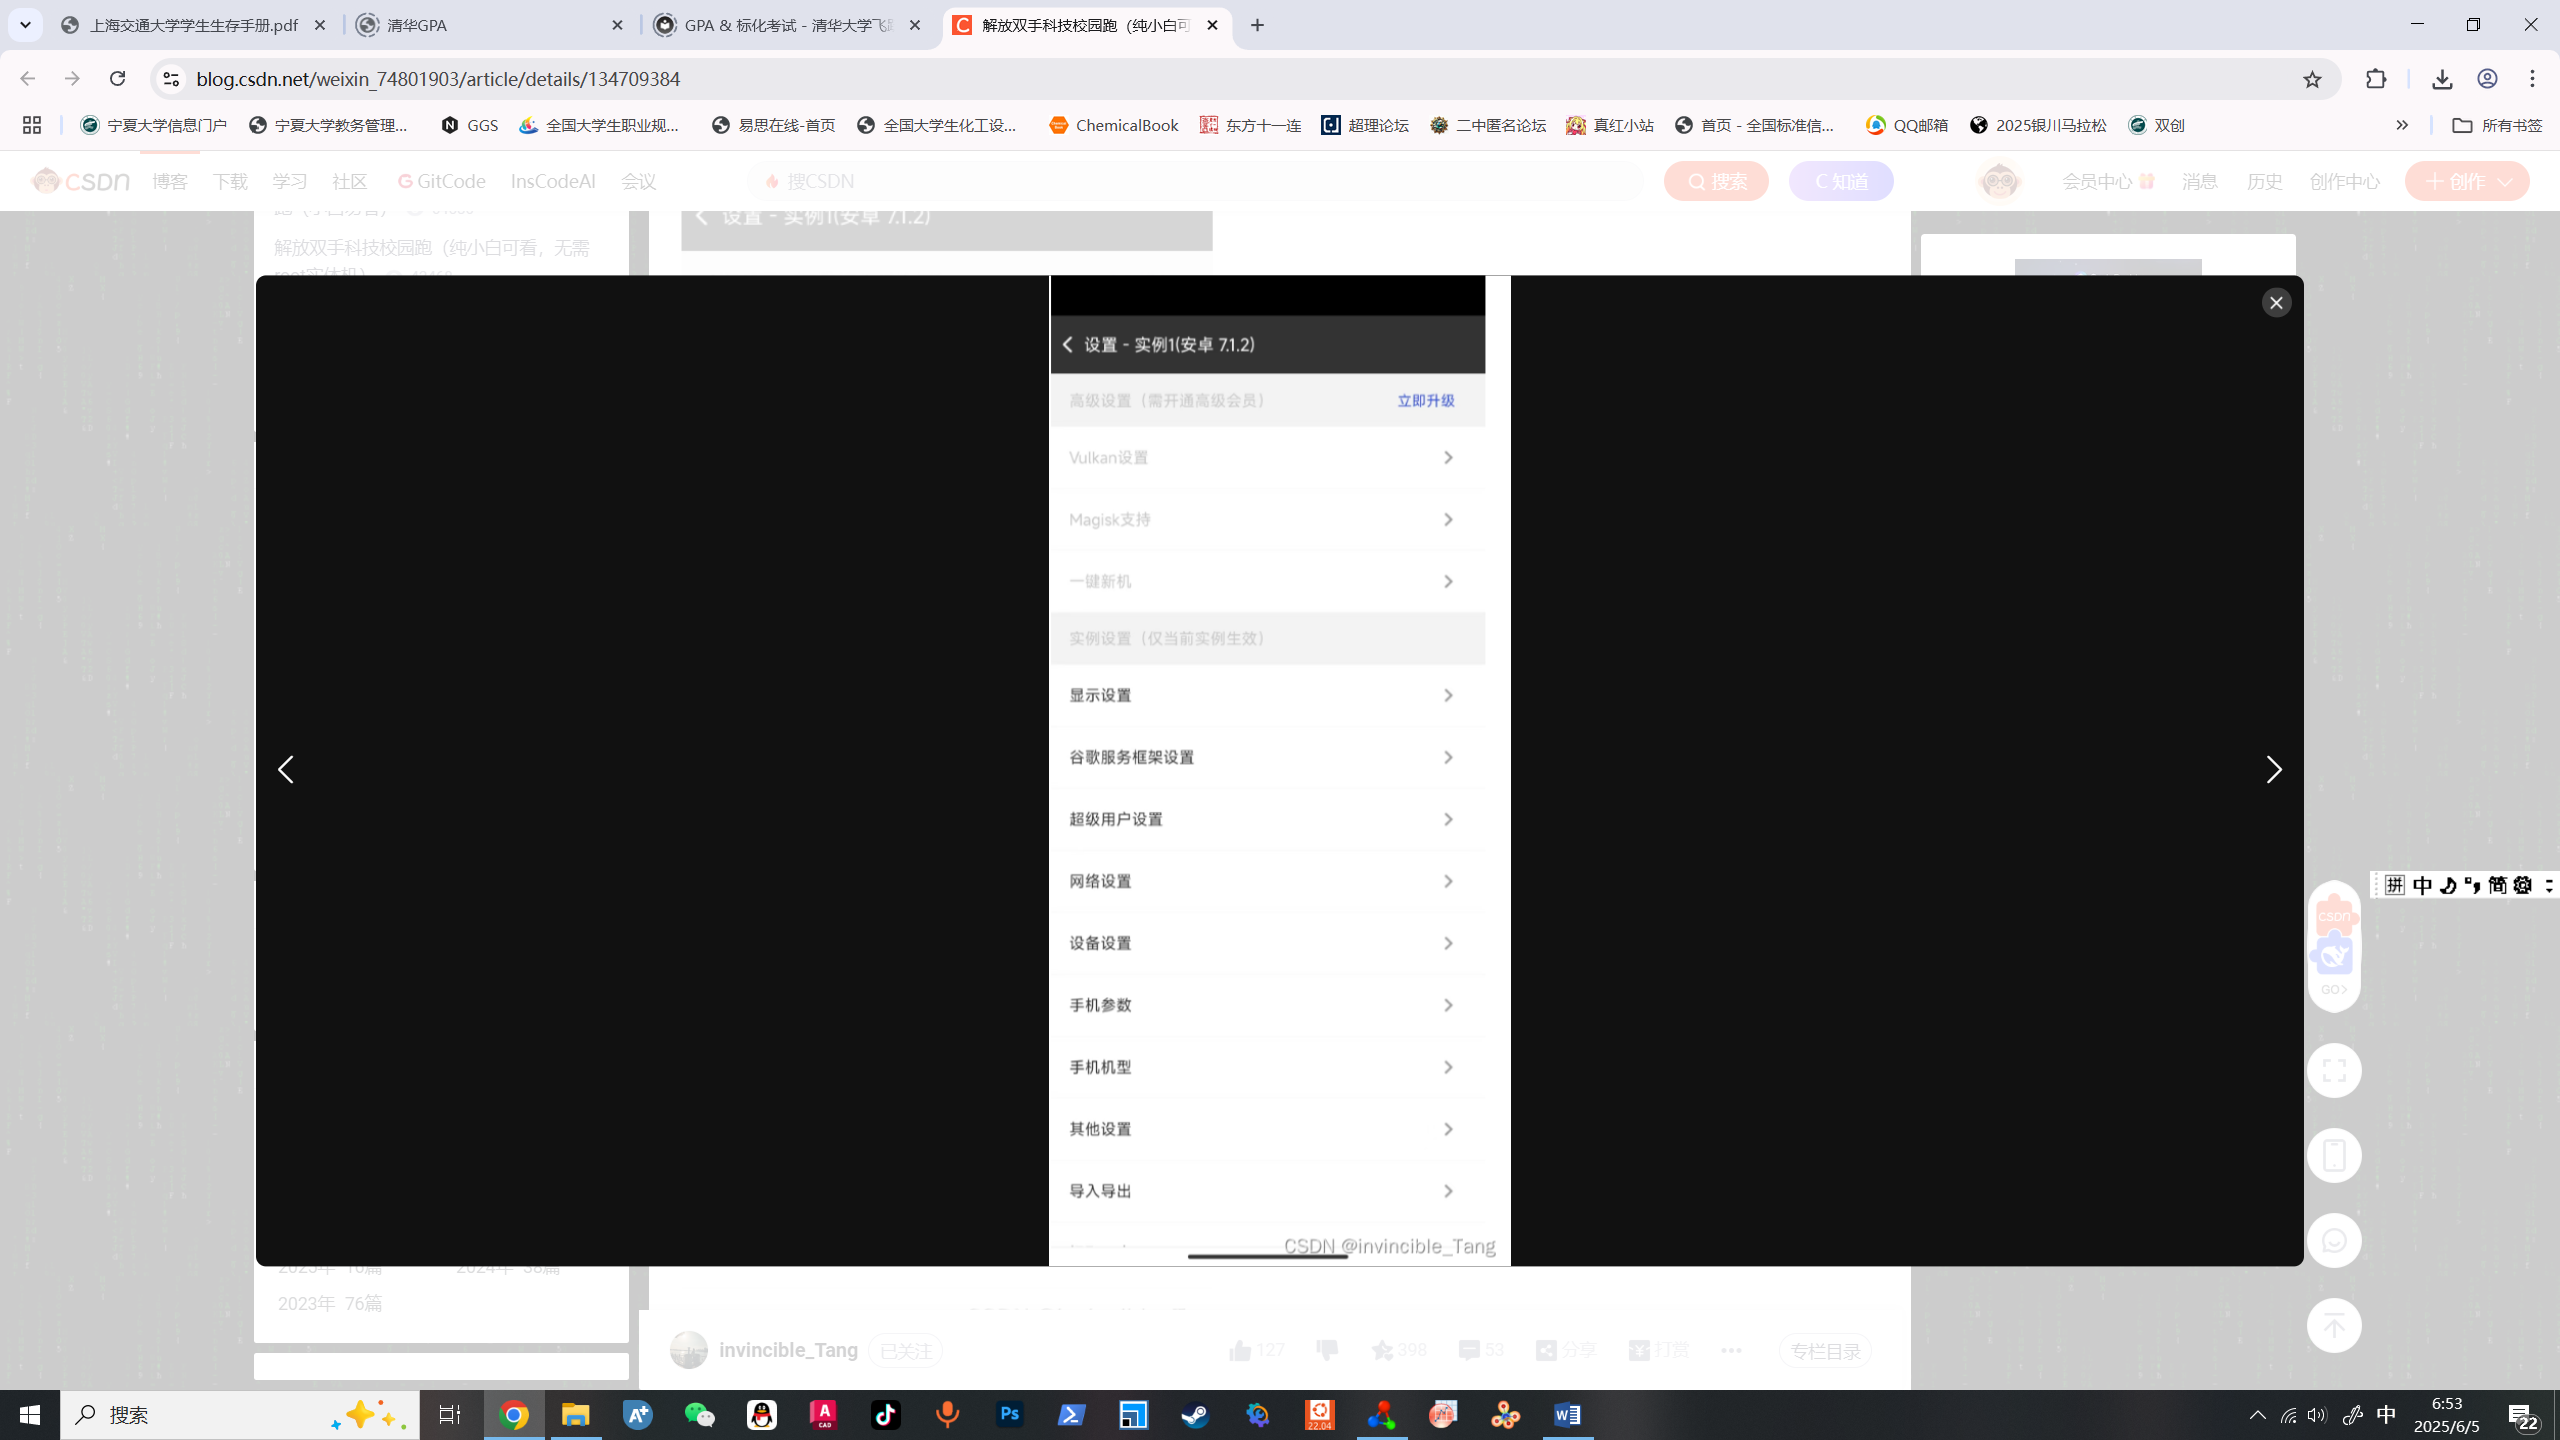 上海交通大学学生生存手册.pdf
清华GPA
GPA & 标化考试 - 清华大学飞
解放双手科技校园跑（纯小白可
blog.csdn.net/weixin_74801903/article/details/134709384
宁夏大学信息门户
宁夏大学教务管理...
GGS
全国大学生职业规...
易思在线-首页
全国大学生化工设...
ChemicalBook
东方十一连
超理论坛
二中匿名论坛
真红小站
首页 - 全国标准信...
QQ邮箱
2025银川马拉松
双创
所有书签
CSDN
博客
下载
学习
社区
GitCode
InsCodeAI
会议
搜CSDN
搜索
C 知道
会员中心
消息
历史
创作中心
创作
设置 - 实例1(安卓 7.1.2)
解放双手科技校园跑（纯小白可看，无需
设置 - 实例1(安卓 7.1.2)
高级设置（需开通高级会员）
立即升级
Vulkan设置
Magisk支持
一键新机
实例设置（仅当前实例生效）
显示设置
谷歌服务框架设置
超级用户设置
网络设置
设备设置
手机参数
手机机型
其他设置
导入导出
CSDN @invincible_Tang
拼 中 简
CSDN
GO>
2023年 76篇
invincible_Tang
已关注
127
398
53
分享
打赏
专栏目录
搜索
A+
A
CAD
Ps
22.04
中
6:53
2025/6/5
22